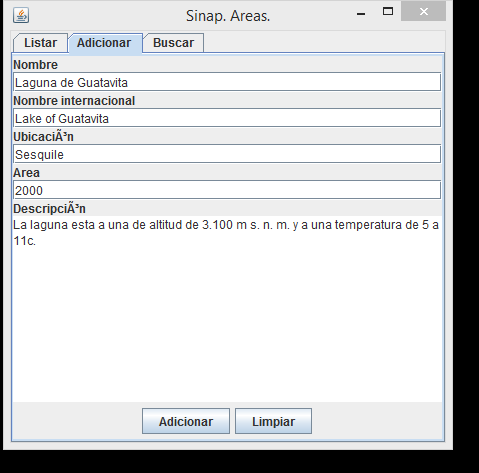 Sinap. Areas.
Listar Adicionar Buscar
Nombre
Laguna de Guatavita
Nombre internacional
Lake of Guatavita
UbicaciÃ³n
Sesquile
Area
2000
DescripciÃ³n
La laguna esta a una de altitud de 3.100 m s. n. m. y a una temperatura de 5 a
11c.
Adicionar Limpiar